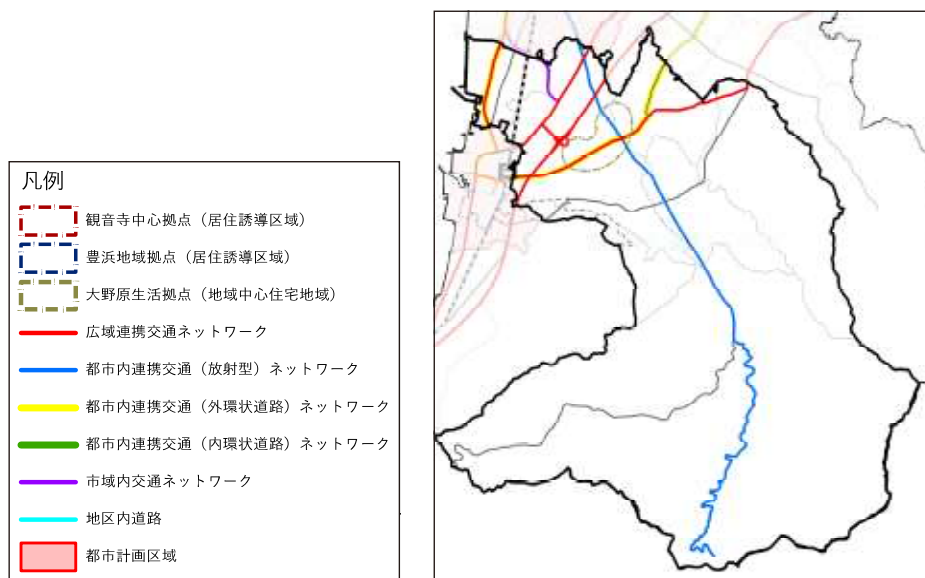 凡例
観音寺中心拠点（居住誘導区域）
豊浜地域拠点（居住誘導区域）
大野原生活拠点（地域中心住宅地域）
広域連携交通ネットワーク
都市内連携交通（放射型）ネットワーク
都市内連携交通（外環状道路）ネットワーク
都市内連携交通（内環状道路）ネットワーク
市域内交通ネットワーク
地区内道路
都市計画区域